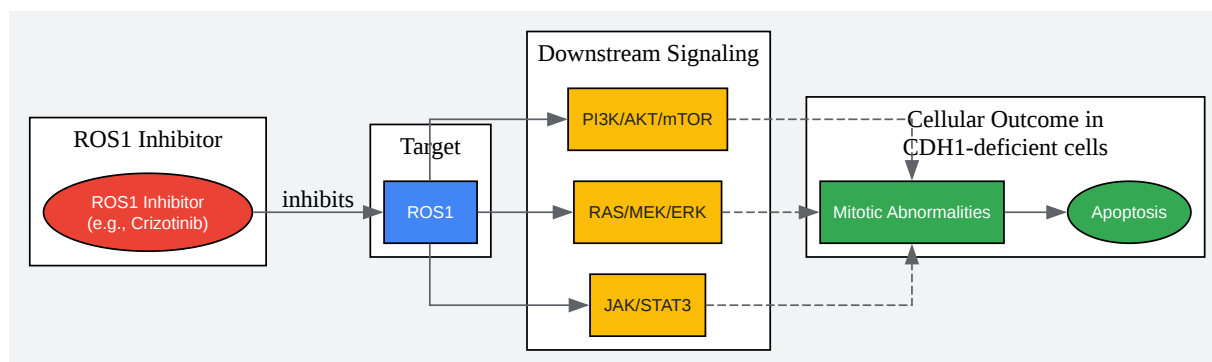 ROS1 Inhibitor
ROS1 Inhibitor
(e.g., Crizotinib)
inhibits
Target
ROS1
Downstream Signaling
PI3K/AKT/mTOR
RAS/MEK/ERK
JAK/STAT3
Cellular Outcome in
CDH1-deficient cells
Mitotic Abnormalities
Apoptosis